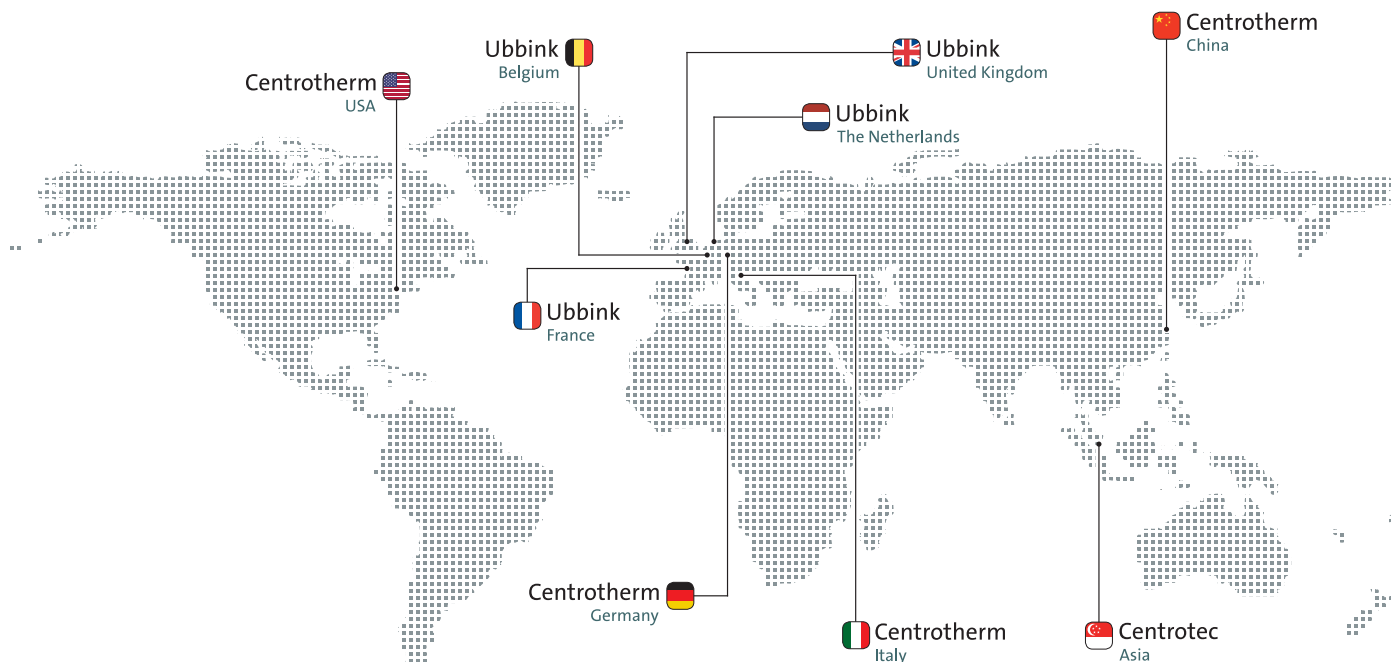 Centrotherm
China
Ubbink
Belgium
Ubbink
United Kingdom
Centrotherm
USA
Ubbink
The Netherlands
Ubbink
France
Centrotherm
Germany
Centrotherm
Italy
Centrotec
Asia